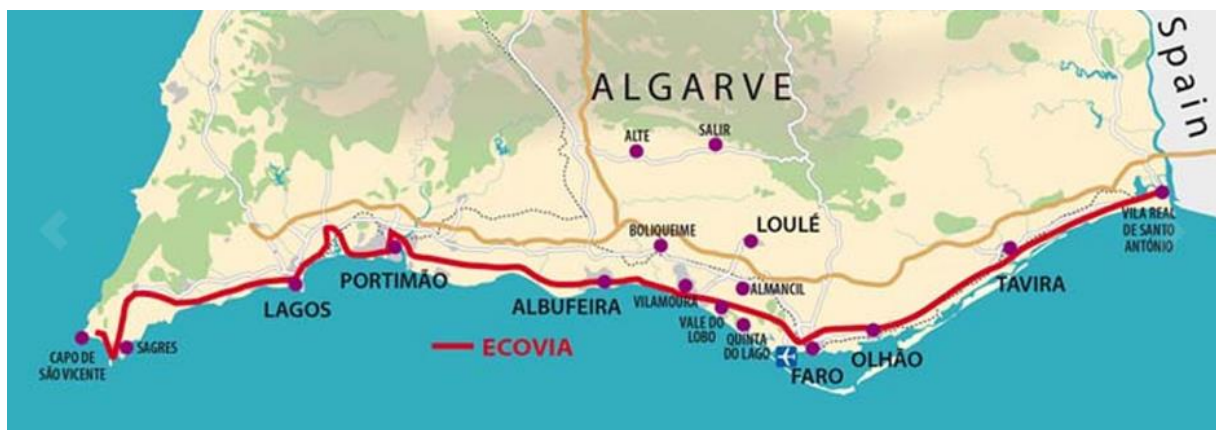 Spain
ALGARVE
ALTE
SALIR
LOULÉ
BOLIQUEIME
VILA REAL
DE SANTO
ANTÓNIO
PORTIMÃO
TAVIRA
LAGOS
ALBUFEIRA
VILAMOURA
ALMANCIL
VALE DO
LOBO
QUINTA
DO LAGO
CAPO DE
SÃO VICENTE
SAGRES
ECOVIA
FARO
OLHÃO